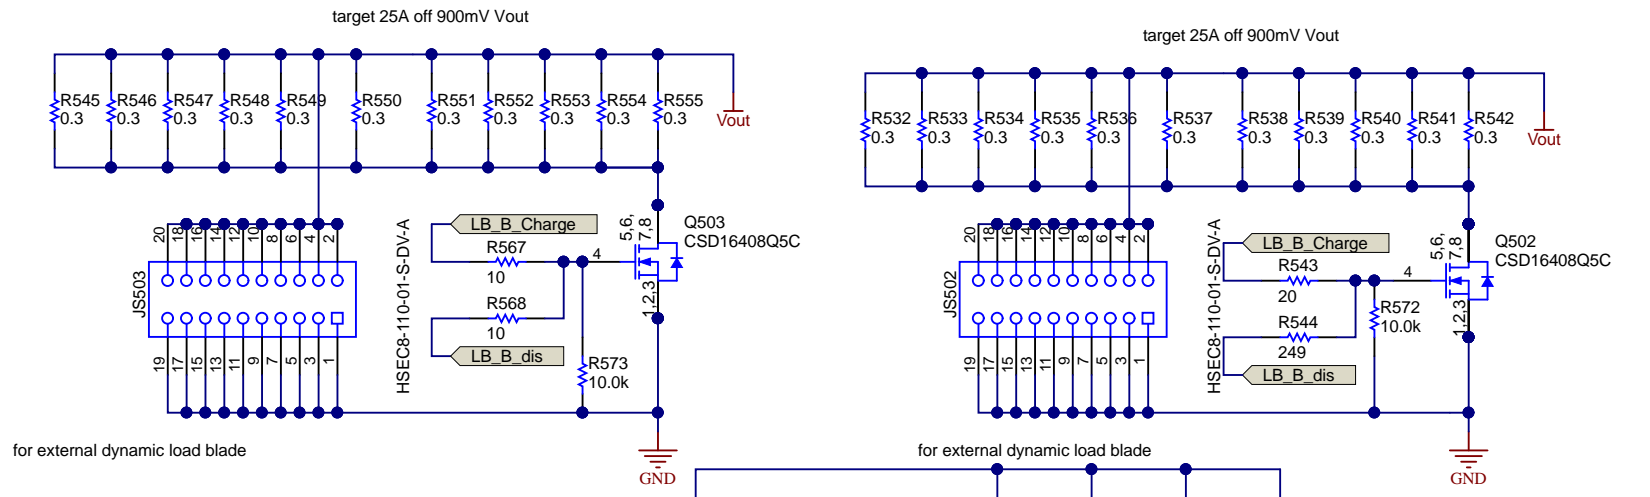 target 25A off 900mV Vout
R545
0.3
R546
0.3
R547
0.3
R548
0.3
R549
0.3
R550
0.3
R551
0.3
R552
0.3
R553
0.3
R554
0.3
R555
0.3
Vout
20
18
16
14
12
10
8
6
4
2
JS503
19
17
15
13
11
9
7
5
3
1
HSEC8-110-01-S-DV-A
LB_B_Charge
R567
10
R568
10
LB_B_dis
4
5,6,
7,8
1,2,3
Q503
CSD16408Q5C
R573
10.0k
GND
for external dynamic load blade
target 25A off 900mV Vout
R532
0.3
R533
0.3
R534
0.3
R535
0.3
R536
0.3
R537
0.3
R538
0.3
R539
0.3
R540
0.3
R541
0.3
R542
0.3
Vout
20
18
16
14
12
10
8
6
4
2
JS502
19
17
15
13
11
9
7
5
3
1
HSEC8-110-01-S-DV-A
LB_B_Charge
R543
20
R544
249
LB_B_dis
4
5,6,
7,8
1,2,3
Q502
CSD16408Q5C
R572
10.0k
GND
for external dynamic load blade